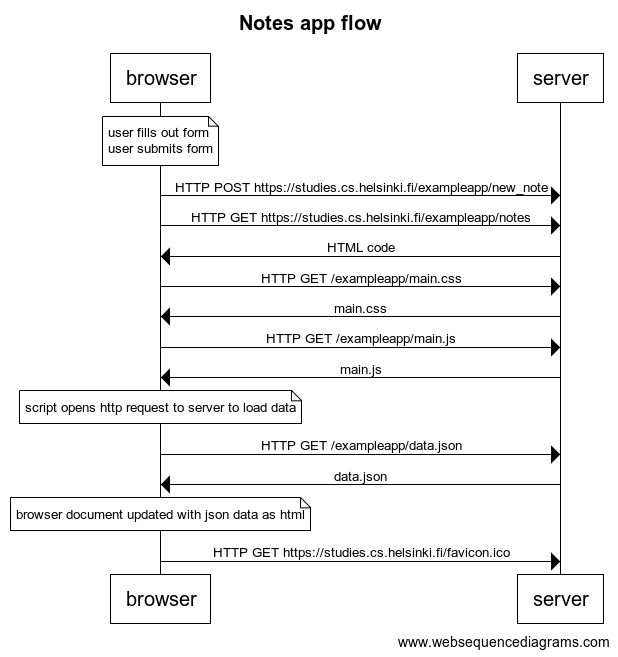 Notes app flow
browser
server
user fills out form
user submits form
HTTP POST https://studies.cs.helsinki.fi/exampleapp/new_note
HTTP GET https://studies.cs.helsinki.fi/exampleapp/notes
HTML code
HTTP GET /exampleapp/main.css
main.css
HTTP GET /exampleapp/main.js
main.js
script opens http request to server to load data
HTTP GET /exampleapp/data.json
data.json
browser document updated with json data as html
HTTP GET https://studies.cs.helsinki.fi/favicon.ico
browser
server
www.websequencediagrams.com